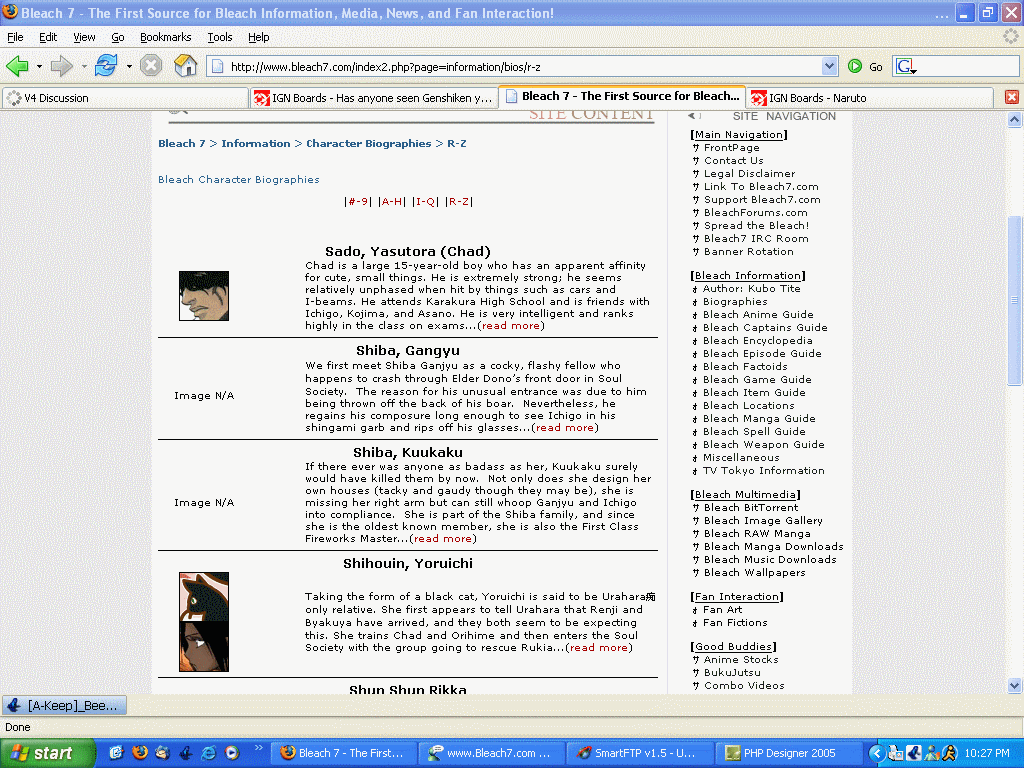 Bleach 7 - The First Source for Bleach Information, Media, News, and Fan Interaction!
File Edit View Go Bookmarks Tools Help
http://www.bleach7.com/index2.php?page=information/bios/r-z
Go
V4 Discussion
IGN Boards - Has anyone seen Genshiken y...
Bleach 7 - The First Source for Bleach...
IGN Boards - Naruto
SITE CONTENT
Bleach 7 > Information > Character Biographies > R-Z
Bleach Character Biographies
|#-9| |A-H| |I-Q| |R-Z|
Sado, Yasutora (Chad)
Chad is a large 15-year-old boy who has an apparent affinity
for cute, small things. He is extremely strong; he seems
relatively unphased when hit by things such as cars and
I-beams. He attends Karakura High School and is friends with
Ichigo, Kojima, and Asano. He is very intelligent and ranks
highly in the class on exams...(read more)
Shiba, Gangyu
Image N/A
We first meet Shiba Ganjyu as a cocky, flashy fellow who
happens to crash through Elder Dono's front door in Soul
Society. The reason for his unusual entrance was due to him
being thrown off the back of his boar. Nevertheless, he
regains his composure long enough to see Ichigo in his
shingami garb and rips off his glasses...(read more)
Shiba, Kuukaku
Image N/A
If there ever was anyone as badass as her, Kuukaku surely
would have killed them by now. Not only does she design her
own houses (tacky and gaudy though they may be), she is
missing her right arm but can still whoop Ganjyu and Ichigo
into compliance. She is part of the Shiba family, and since
she is the oldest known member, she is also the First Class
Fireworks Master...(read more)
Shihouin, Yoruichi
Taking the form of a black cat, Yoruichi is said to be Urahara痴
only relative. She first appears to tell Urahara that Renji and
Byakuya have arrived, and they both seem to be expecting
this. She trains Chad and Orihime and then enters the Soul
Society with the group going to rescue Rukia...(read more)
Shun Shun Rikka
SITE NAVIGATION
[Main Navigation]
FrontPage
Contact Us
Legal Disclaimer
Link To Bleach7.com
Support Bleach7.com
BleachForums.com
Spread the Bleach!
Bleach7 IRC Room
Banner Rotation
[Bleach Information]
Author: Kubo Tite
Biographies
Bleach Anime Guide
Bleach Captains Guide
Bleach Encyclopedia
Bleach Episode Guide
Bleach Factoids
Bleach Game Guide
Bleach Item Guide
Bleach Locations
Bleach Manga Guide
Bleach Spell Guide
Bleach Weapon Guide
Miscellaneous
TV Tokyo Information
[Bleach Multimedia]
Bleach BitTorrent
Bleach Image Gallery
Bleach RAW Manga
Bleach Manga Downloads
Bleach Music Downloads
Bleach Wallpapers
[Fan Interaction]
Fan Art
Fan Fictions
[Good Buddies]
Anime Stocks
BukuJutsu
Combo Videos
[A-Keep]_Bee...
Done
start
Bleach 7 - The First...
www.Bleach7.com ...
SmartFTP v1.5 - U...
PHP Designer 2005
10:27 PM